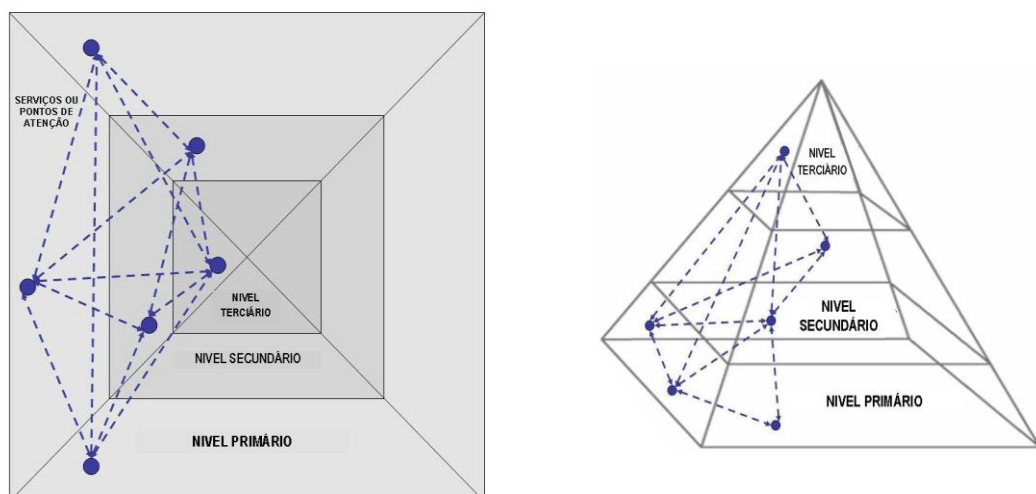 SERVIÇOS OU
PONTOS DE
ATENÇÃO
NIVEL
TERCIÁRIO
NIVEL SECUNDÁRIO
NIVEL PRIMÁRIO
NIVEL
TERCIÁRIO
NIVEL
SECUNDÁRIO
NIVEL PRIMÁRIO